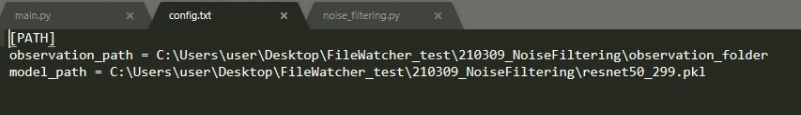 main.py × config.txt × noise_filtering.py ×
[PATH]
observation_path = C:\Users\user\Desktop\FileWatcher_test\210309_NoiseFiltering\observation_folder
model_path = C:\Users\user\Desktop\FileWatcher_test\210309_NoiseFiltering\resnet50_299.pkl